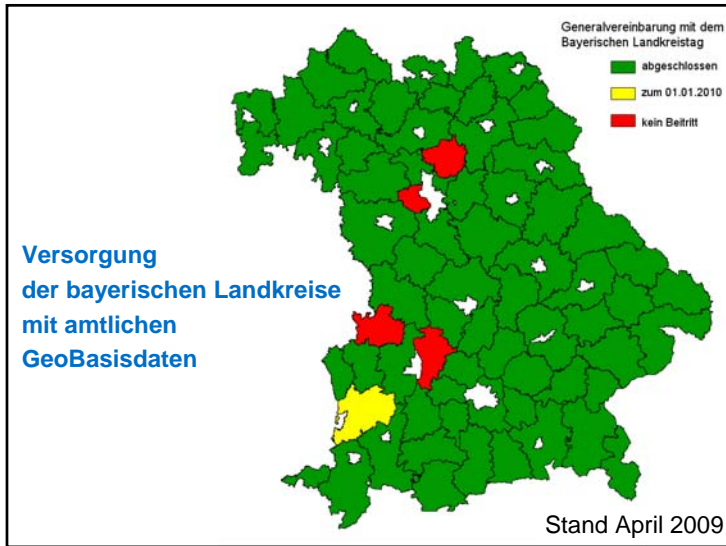 Generalvereinbarung mit dem
Bayerischen Landkreistag
abgeschlossen
zum 01.01.2010
kein Beitritt
Versorgung
der bayerischen Landkreise
mit amtlichen
GeoBasisdaten
Stand April 2009